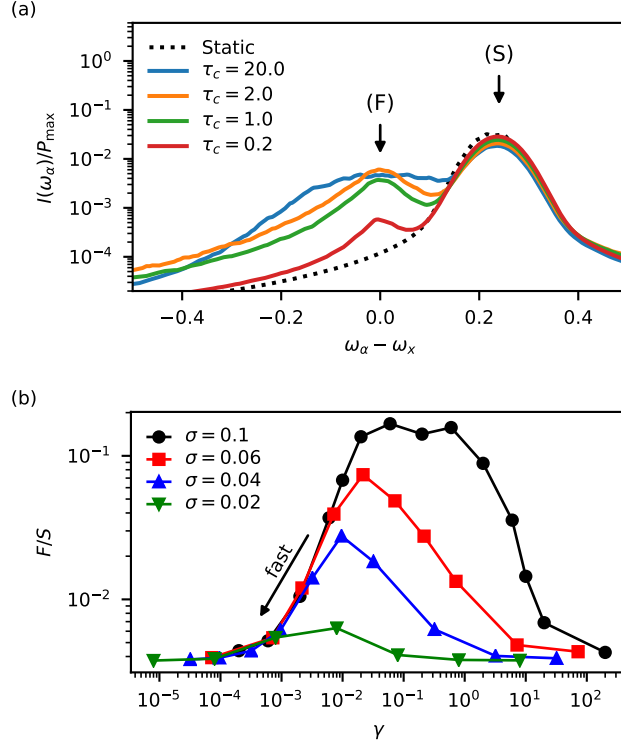 (a)
I(ω_α)/P_max
10^0
10^−1
10^−2
10^−3
10^−4
Static
τ_c = 20.0
τ_c = 2.0
τ_c = 1.0
τ_c = 0.2
(F)
(S)
−0.4
−0.2
0.0
0.2
0.4
ω_α − ω_x
(b)
F/S
10^−1
10^−2
σ = 0.1
σ = 0.06
σ = 0.04
σ = 0.02
fast
10^−5
10^−4
10^−3
10^−2
10^−1
10^0
10^1
10^2
γ